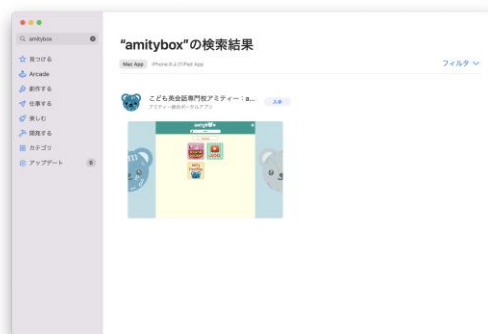 amitybox
見つける
Arcade
創作する
仕事する
楽しむ
開発する
カテゴリ
アップデート
"amitybox"の検索結果
Mac App
iPhoneおよびiPad App
フィルタ
こども英会話専門校アミティー：a...
入手
アミティー総合ポータルアプリ